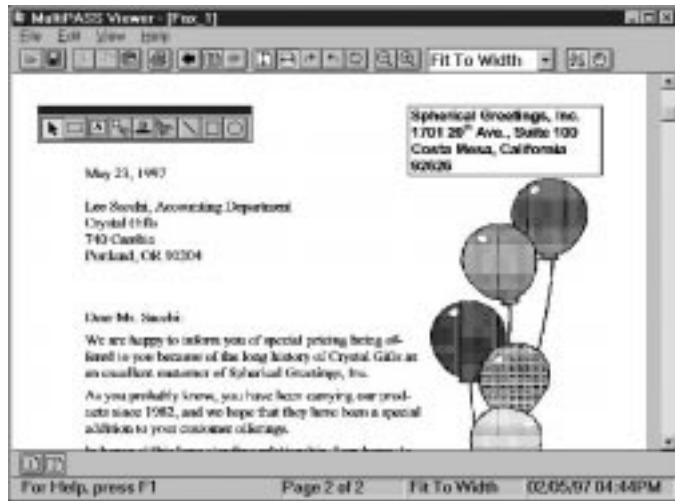 MultiPASS Viewer - [Fax_1]
File Edit View Help
Fit To Width
Spherical Greetings, Inc.
1701 26th Ave., Suite 100
Costa Mesa, California
92626
May 23, 1997
Lee Sacchi, Accounting Department
Crystal Gifts
740 Cambia
Portland, OR 90204
Dear Mr. Sacchi:
We are happy to inform you of special pricing being of-
fered to you because of the long history of Crystal Gifts as
an excellent customer of Spherical Greetings, Inc.
As you probably know, you have been carrying our prod-
ucts since 1982, and we hope that they have been a special
addition to your customer offerings.
For Help, press F1
Page 2 of 2
Fit To Width
02/05/97 04:44PM